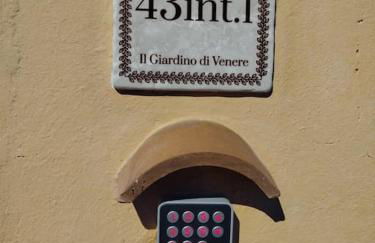 43int.1
Il Giardino di Venere